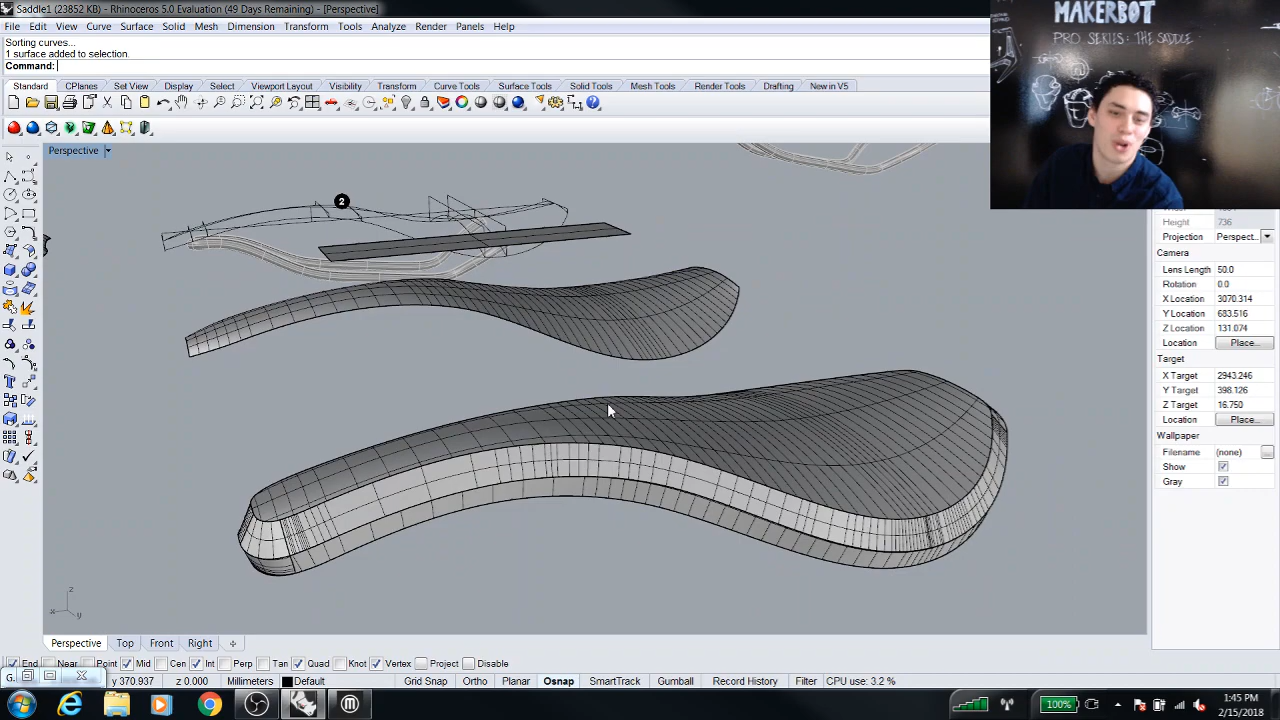 Saddle1 (23852 KB) - Rhinoceros 5.0 Evaluation (49 Days Remaining) - [Perspective]
File Edit View Curve Surface Solid Mesh Dimension Transform Tools Analyze Render Panels Help
Sorting curves...
1 surface added to selection.
Command:
Standard CPlanes Set View Display Select Viewport Layout Visibility Transform Curve Tools Surface Tools Solid Tools Mesh Tools Render Tools Drafting New in V5
Perspective
MAKERBOT
PRO SERIES: THE SADDLE
2
Height 736
Projection Perspect...
Camera
Lens Length 50.0
Rotation 0.0
X Location 3070.314
Y Location 683.516
Z Location 131.074
Location Place...
Target
X Target 2943.246
Y Target 398.126
Z Target 16.750
Location Place...
Wallpaper
Filename (none) ...
Show
Gray
z
x y
Perspective Top Front Right
End Near Point Mid Cen Int Perp Tan Quad Knot Vertex Project Disable
G... y 370.937 z 0.000 Millimeters Default Grid Snap Ortho Planar Osnap SmartTrack Gumball Record History Filter CPU use: 3.2 %
100%
1:45 PM
2/15/2018